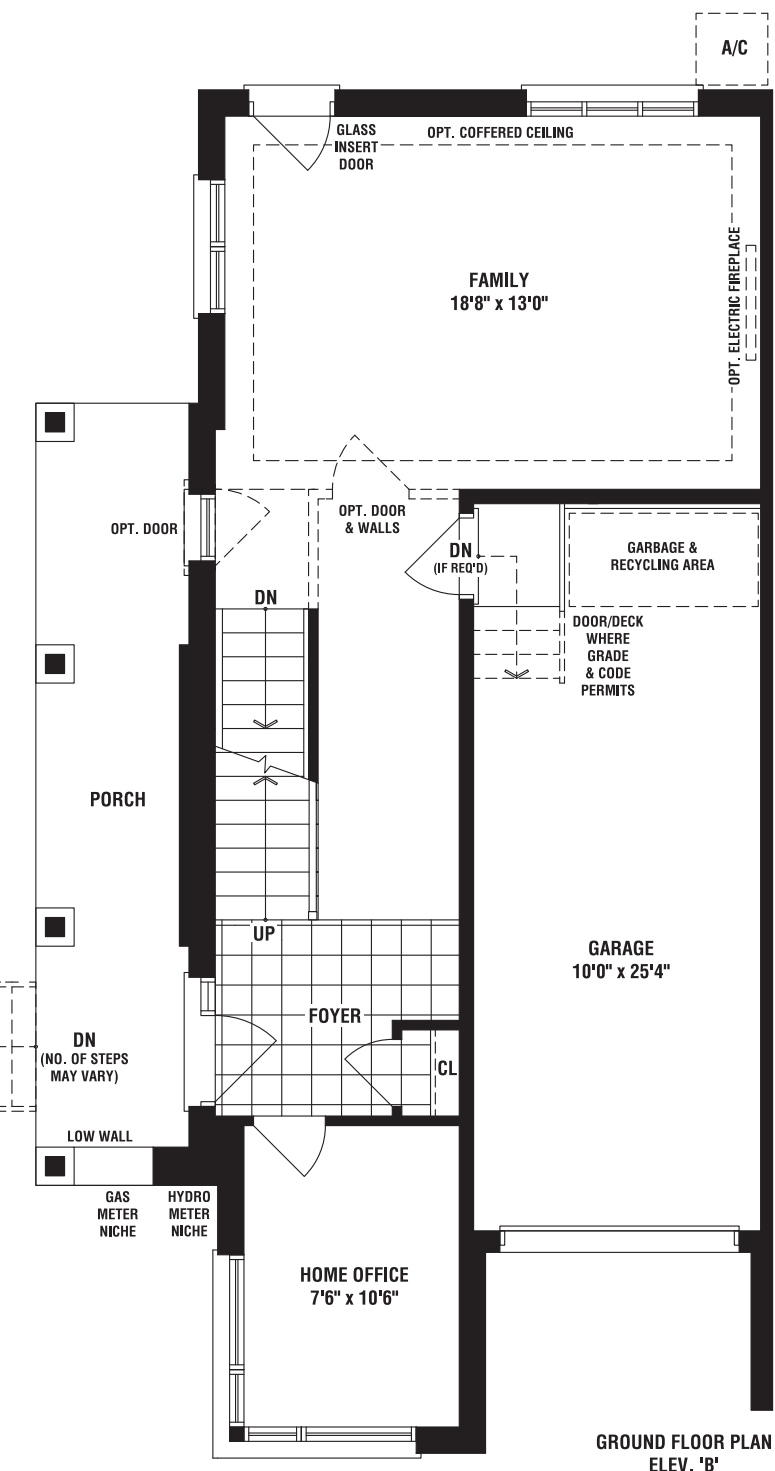 A/C
GLASS
INSERT
DOOR
OPT. COFFERED CEILING
FAMILY
18'8" x 13'0"
OPT. ELECTRIC FIREPLACE
OPT. DOOR
OPT. DOOR
& WALLS
DN
(IF REQ'D)
GARBAGE &
RECYCLING AREA
DN
DOOR/DECK
WHERE
GRADE
& CODE
PERMITS
PORCH
UP
GARAGE
10'0" x 25'4"
FOYER
DN
(NO. OF STEPS
MAY VARY)
CL
LOW WALL
GAS
METER
NICHE
HYDRO
METER
NICHE
HOME OFFICE
7'6" x 10'6"
GROUND FLOOR PLAN
ELEV. 'B'